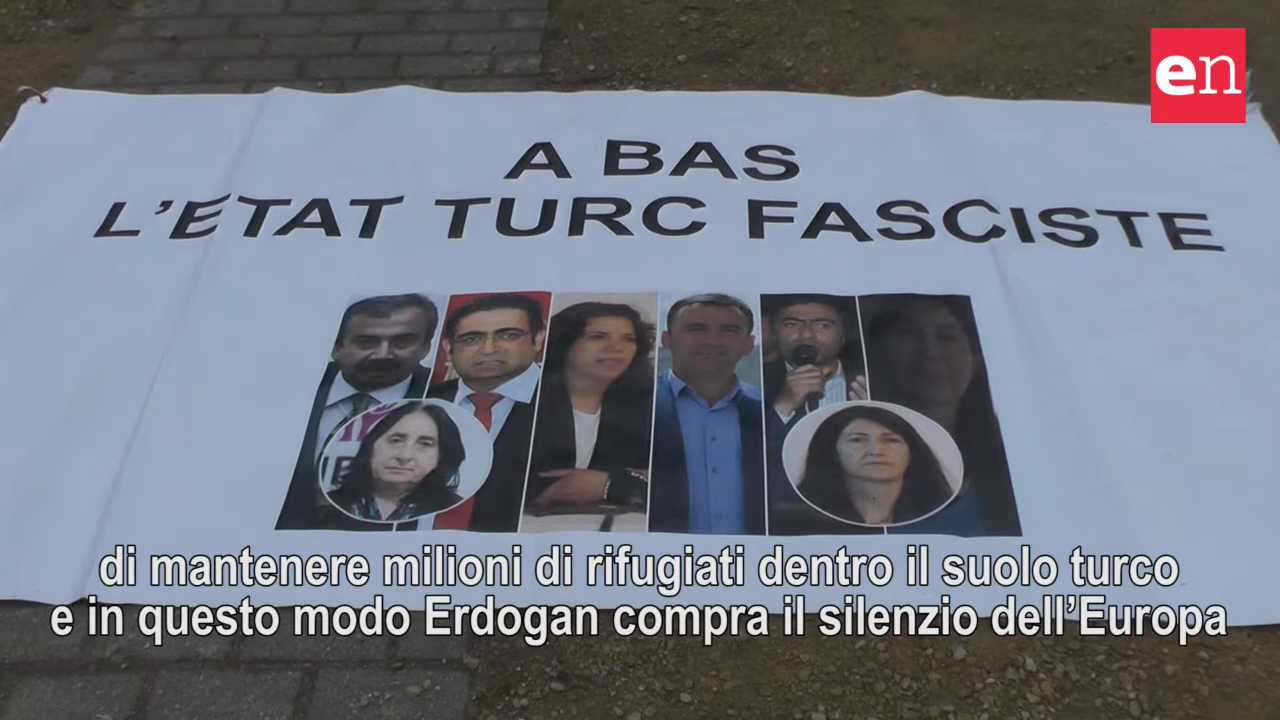 en
A BAS
L'ÉTAT TURC FASCISTE
di mantenere milioni di rifugiati dentro il suolo turco
e in questo modo Erdogan compra il silenzio dell'Europa